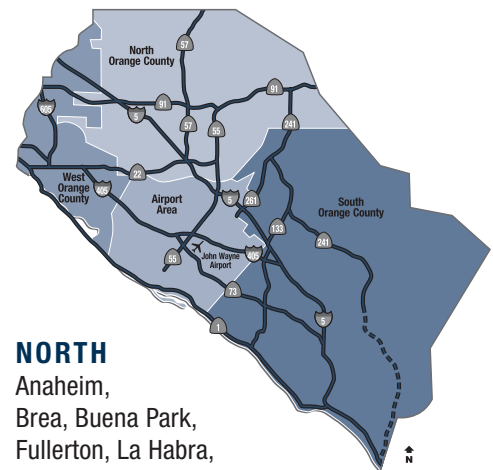 57
North
Orange County
91
605
91
5
57
55
241
22
West
Orange
County
405
Airport
Area
5
261
South
Orange County
133
241
John Wayne
Airport
405
55
73
5
1
NORTH
Anaheim,
Brea, Buena Park,
Fullerton, La Habra,
N